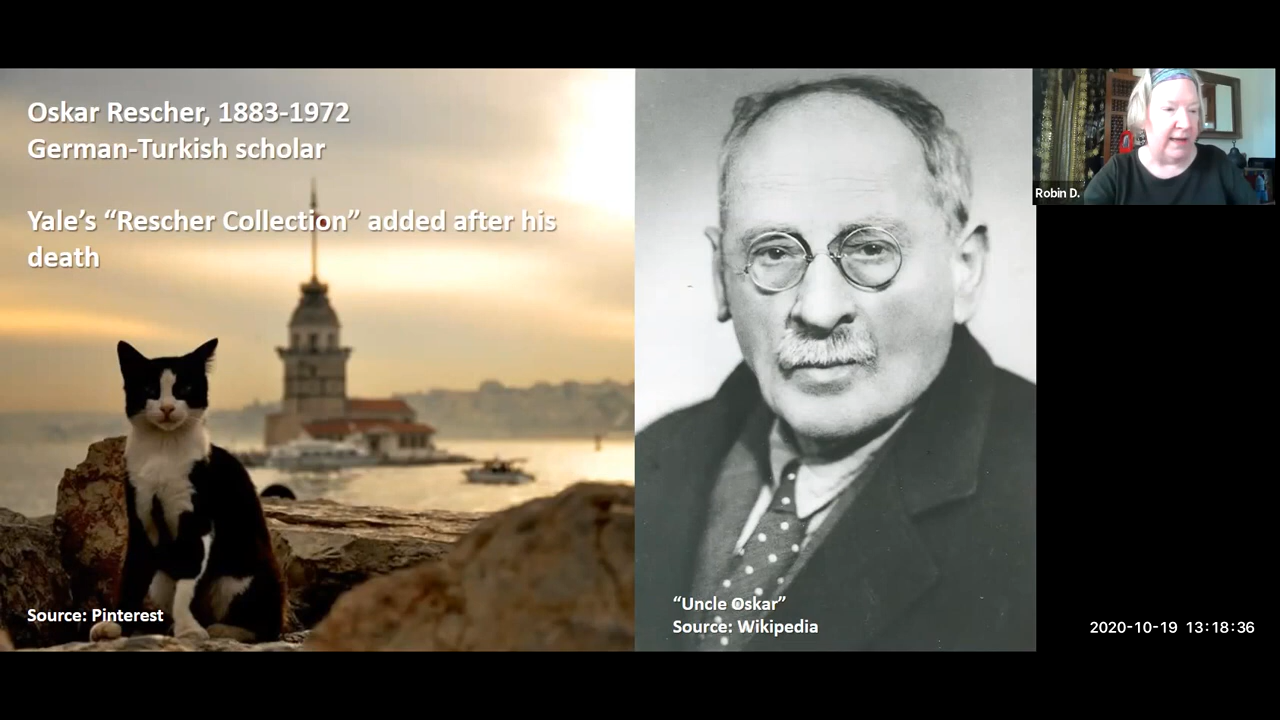 Oskar Rescher, 1883-1972
German-Turkish scholar
Yale’s “Rescher Collection” added after his
death
Source: Pinterest
“Uncle Oskar”
Source: Wikipedia
Robin D.
2020-10-19 13:18:36